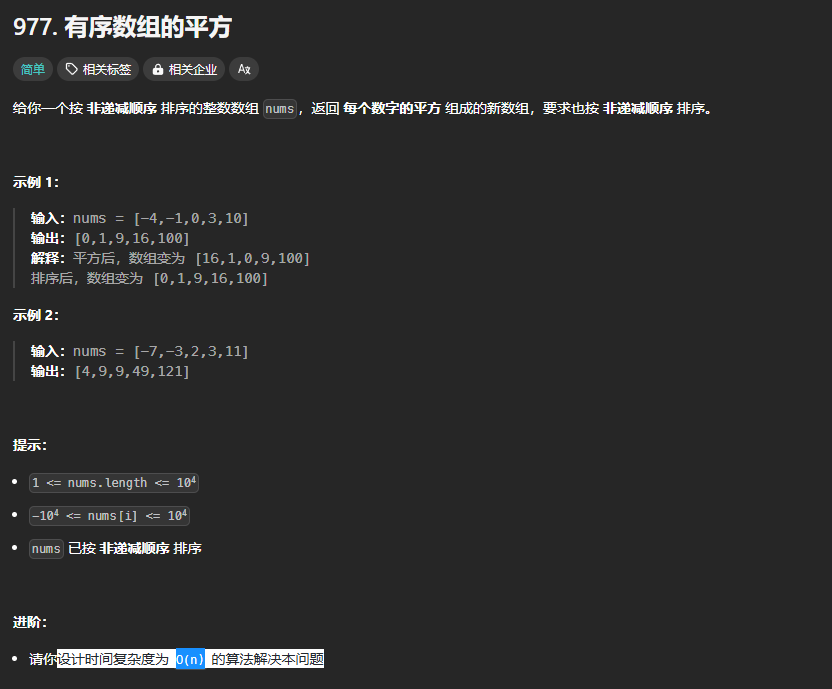 977. 有序数组的平方
简单 相关标签 相关企业 Ax
给你一个按 非递减顺序 排序的整数数组 nums，返回 每个数字的平方 组成的新数组，要求也按 非递减顺序 排序。
示例 1：
输入：nums = [-4,-1,0,3,10]
输出：[0,1,9,16,100]
解释：平方后，数组变为 [16,1,0,9,100]
排序后，数组变为 [0,1,9,16,100]
示例 2：
输入：nums = [-7,-3,2,3,11]
输出：[4,9,9,49,121]
提示：
• 1 <= nums.length <= 10⁴
• -10⁴ <= nums[i] <= 10⁴
• nums 已按 非递减顺序 排序
进阶：
• 请你设计时间复杂度为 O(n) 的算法解决本问题